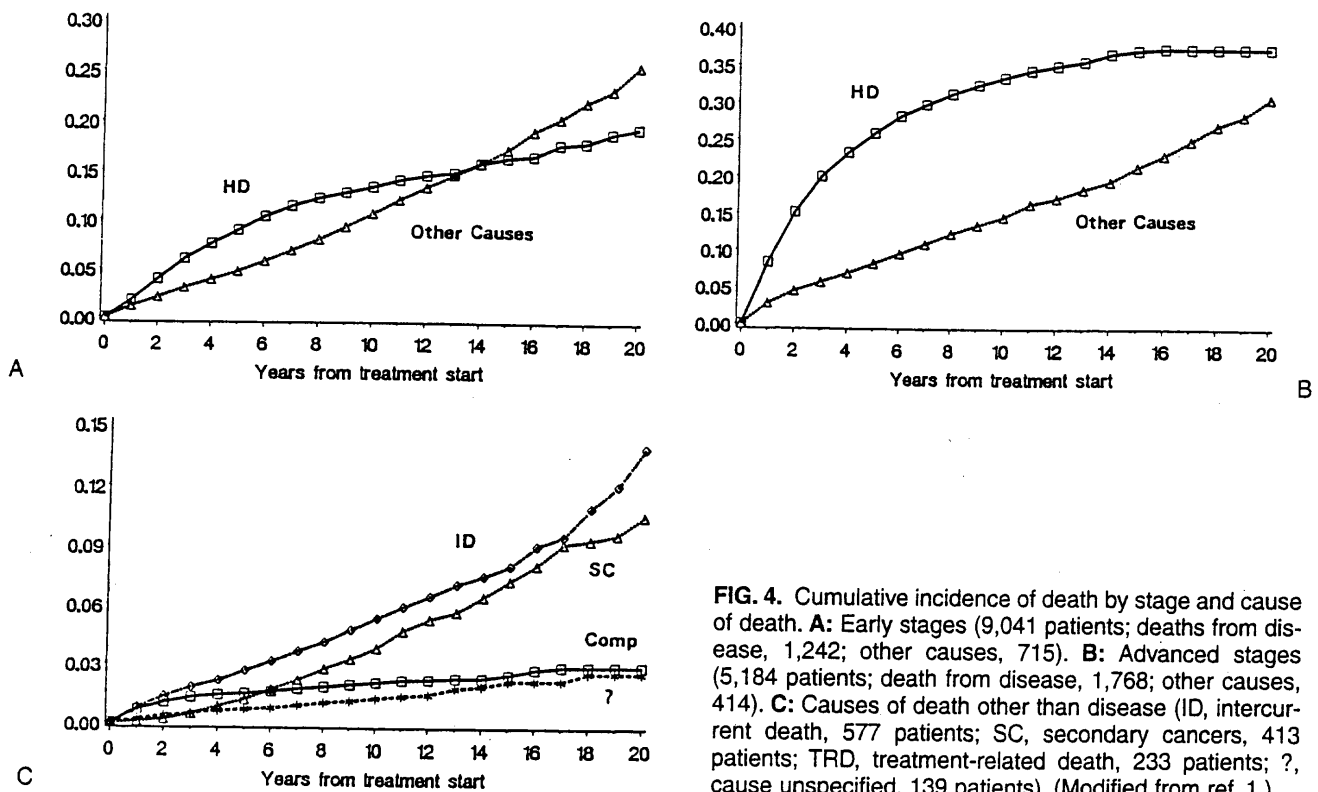 0.30
0.25
0.20
0.15
0.10
0.05
0.00
HD
Other Causes
0 2 4 6 8 10 12 14 16 18 20
Years from treatment start
A
0.40
0.35
0.30
0.25
0.20
0.15
0.10
0.05
0.00
HD
Other Causes
0 2 4 6 8 10 12 14 16 18 20
Years from treatment start
B
0.15
0.12
0.09
0.06
0.03
0.00
ID
SC
Comp
?
0 2 4 6 8 10 12 14 16 18 20
Years from treatment start
C
FIG. 4. Cumulative incidence of death by stage and cause
of death. A: Early stages (9,041 patients; deaths from dis-
ease, 1,242; other causes, 715). B: Advanced stages
(5,184 patients; death from disease, 1,768; other causes,
414). C: Causes of death other than disease (ID, intercur-
rent death, 577 patients; SC, secondary cancers, 413
patients; TRD, treatment-related death, 233 patients; ?,
cause unspecified, 139 patients). (Modified from ref. 1.)